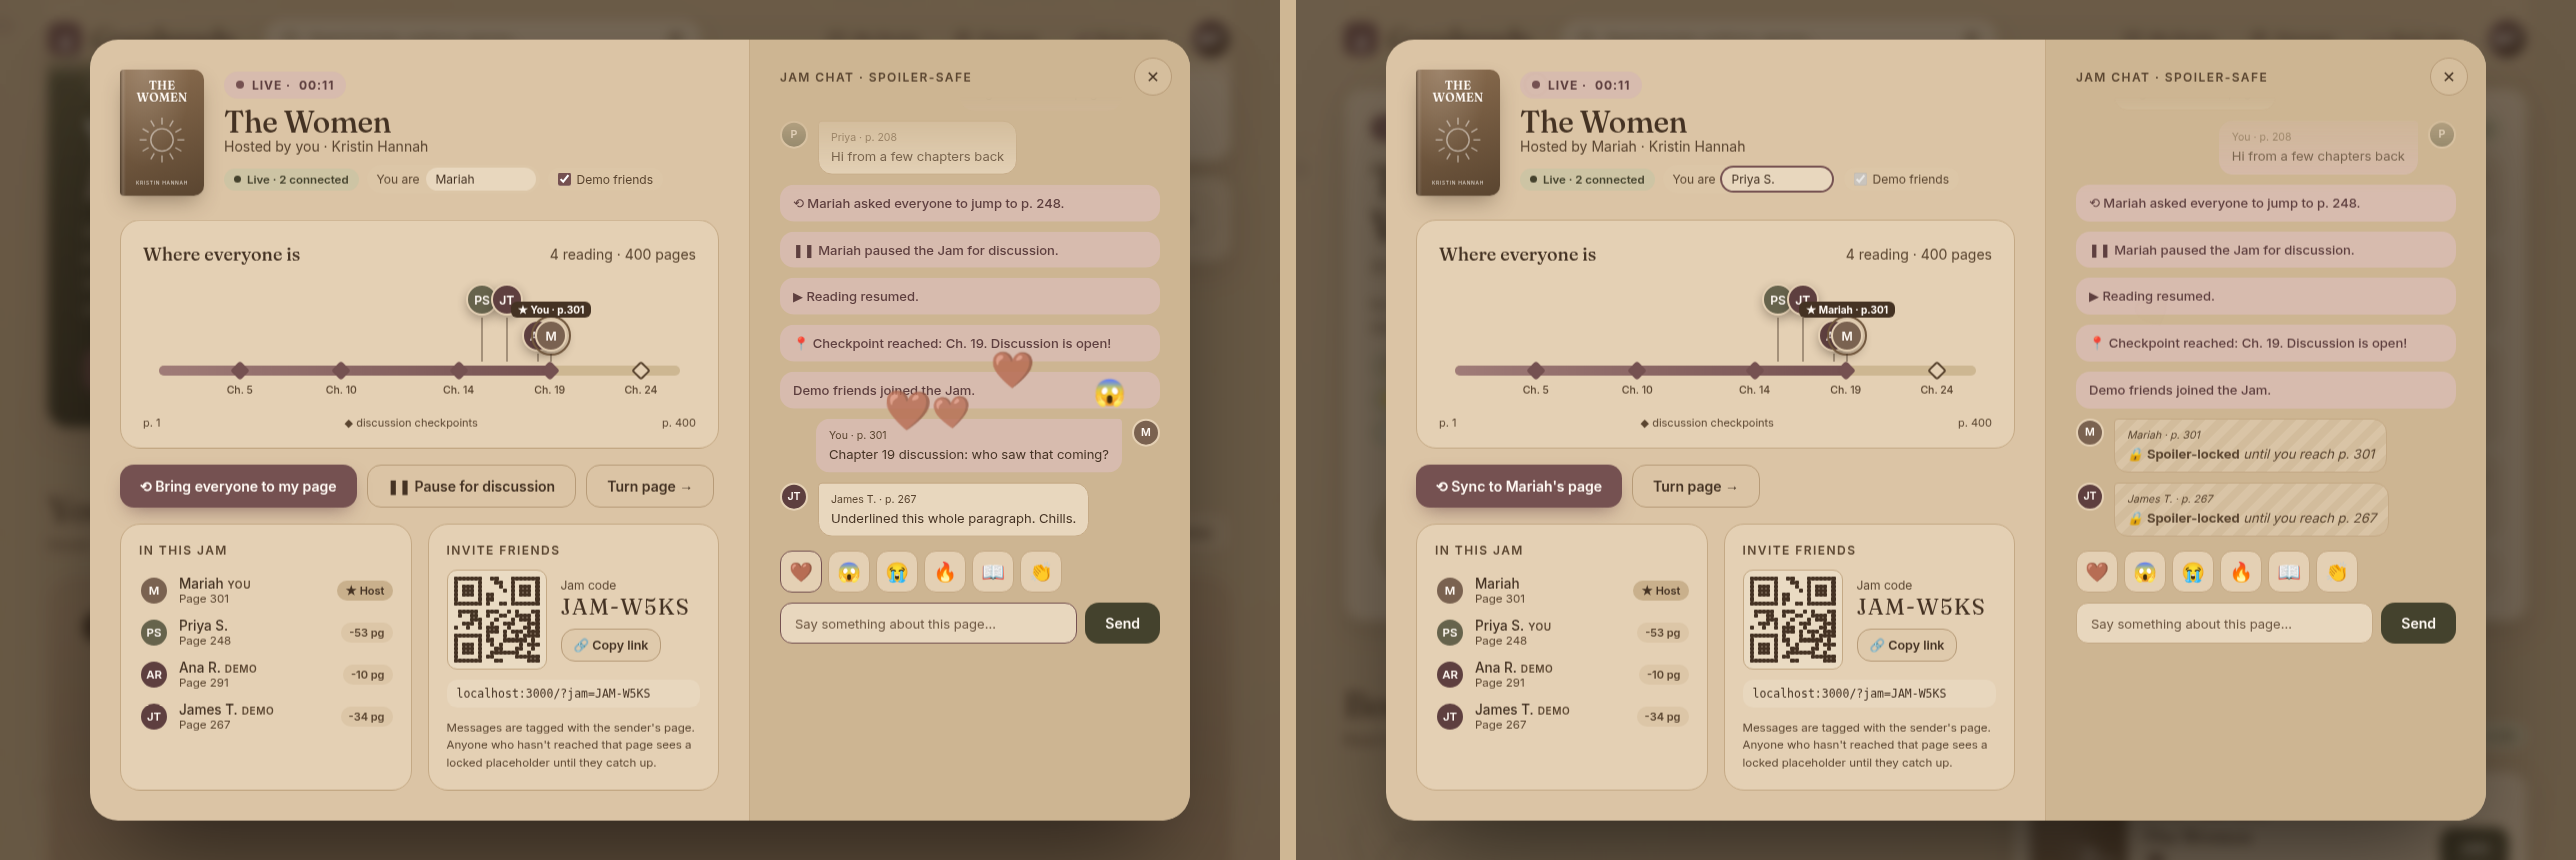 THE
WOMEN
KRISTIN HANNAH
LIVE · 00:11
The Women
Hosted by you · Kristin Hannah
Live · 2 connected
You are Mariah
Demo friends
Where everyone is
4 reading · 400 pages
PS JT
★ You · p.301
M
Ch. 5 Ch. 10 Ch. 14 Ch. 19 Ch. 24
p. 1
◆ discussion checkpoints
p. 400
⟲ Bring everyone to my page
❚❚ Pause for discussion
Turn page →
IN THIS JAM
M
Mariah YOU
Page 301
★ Host
PS
Priya S.
Page 248
-53 pg
AR
Ana R. DEMO
Page 291
-10 pg
JT
James T. DEMO
Page 267
-34 pg
INVITE FRIENDS
Jam code
JAM-W5KS
🔗 Copy link
localhost:3000/?jam=JAM-W5KS
Messages are tagged with the sender's page.
Anyone who hasn't reached that page sees a
locked placeholder until they catch up.
JAM CHAT · SPOILER-SAFE
✕
P
Priya · p. 208
Hi from a few chapters back
⟲ Mariah asked everyone to jump to p. 248.
❚❚ Mariah paused the Jam for discussion.
▶ Reading resumed.
📍 Checkpoint reached: Ch. 19. Discussion is open!
Demo friends joined the Jam.
You · p. 301
Chapter 19 discussion: who saw that coming?
M
JT
James T. · p. 267
Underlined this whole paragraph. Chills.
Say something about this page...
Send
THE
WOMEN
KRISTIN HANNAH
LIVE · 00:11
The Women
Hosted by Mariah · Kristin Hannah
Live · 2 connected
You are Priya S.
Demo friends
Where everyone is
4 reading · 400 pages
PS JT
★ Mariah · p.301
M
Ch. 5 Ch. 10 Ch. 14 Ch. 19 Ch. 24
p. 1
◆ discussion checkpoints
p. 400
⟲ Sync to Mariah's page
Turn page →
IN THIS JAM
M
Mariah
Page 301
★ Host
PS
Priya S. YOU
Page 248
-53 pg
AR
Ana R. DEMO
Page 291
-10 pg
JT
James T. DEMO
Page 267
-34 pg
INVITE FRIENDS
Jam code
JAM-W5KS
🔗 Copy link
localhost:3000/?jam=JAM-W5KS
Messages are tagged with the sender's page.
Anyone who hasn't reached that page sees a
locked placeholder until they catch up.
JAM CHAT · SPOILER-SAFE
✕
You · p. 208
Hi from a few chapters back
P
⟲ Mariah asked everyone to jump to p. 248.
❚❚ Mariah paused the Jam for discussion.
▶ Reading resumed.
📍 Checkpoint reached: Ch. 19. Discussion is open!
Demo friends joined the Jam.
M
Mariah · p. 301
🔒 Spoiler-locked until you reach p. 301
JT
James T. · p. 267
🔒 Spoiler-locked until you reach p. 267
Say something about this page...
Send